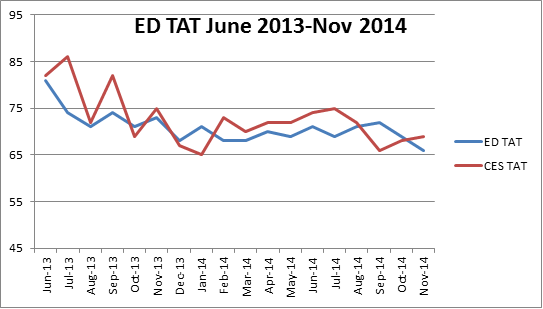 ED TAT June 2013-Nov 2014
95
85
75
65
55
45
ED TAT
CES TAT
Jun-13
Jul-13
Aug-13
Sep-13
Oct-13
Nov-13
Dec-13
Jan-14
Feb-14
Mar-14
Apr-14
May-14
Jun-14
Jul-14
Aug-14
Sep-14
Oct-14
Nov-14